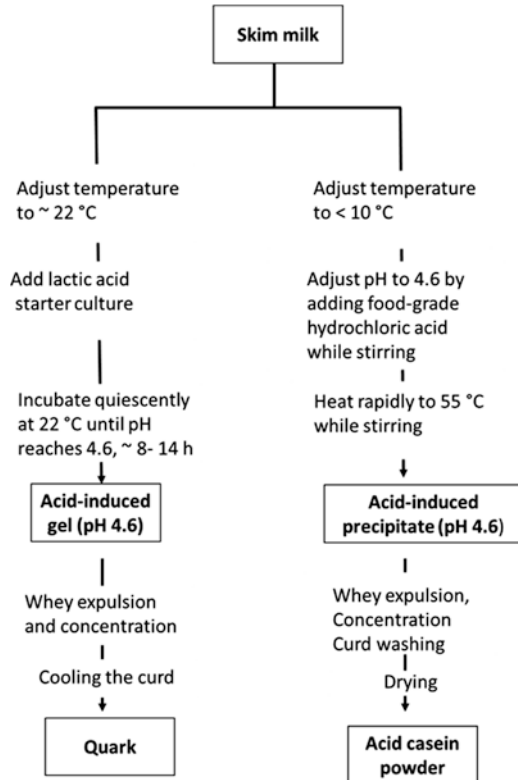 Skim milk
Adjust temperature
to ~ 22 °C
Add lactic acid
starter culture
Incubate quiescently
at 22 °C until pH
reaches 4.6, ~ 8- 14 h
Acid-induced
gel (pH 4.6)
Whey expulsion
and concentration
Cooling the curd
Quark
Adjust temperature
to < 10 °C
Adjust pH to 4.6 by
adding food-grade
hydrochloric acid
while stirring
Heat rapidly to 55 °C
while stirring
Acid-induced
precipitate (pH 4.6)
Whey expulsion,
Concentration
Curd washing
Drying
Acid casein
powder